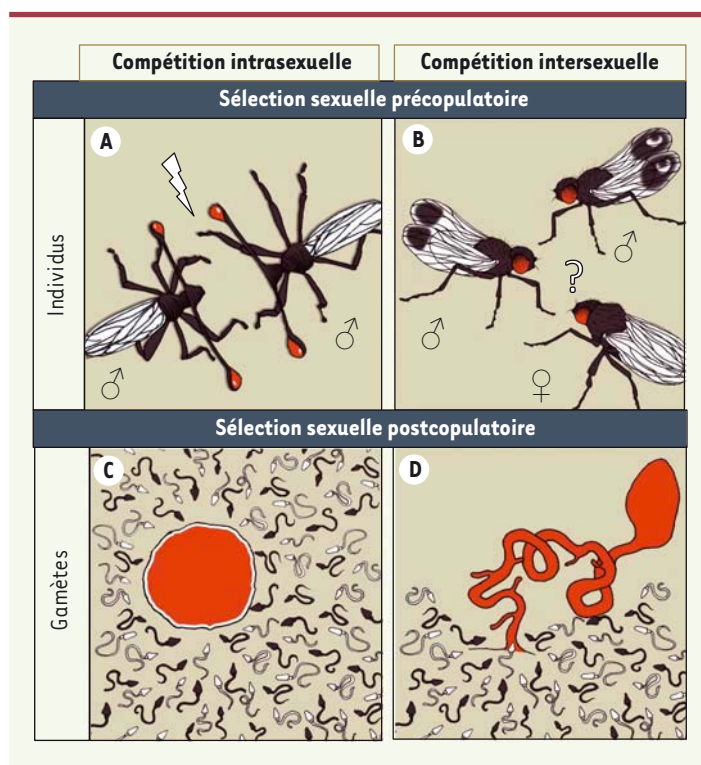 Compétition intrasexuelle
Compétition intersexuelle
Sélection sexuelle précopulatoire
Individus
A
B
?
♂
♂
♂
♂
♀
Sélection sexuelle postcopulatoire
Gamètes
C
D